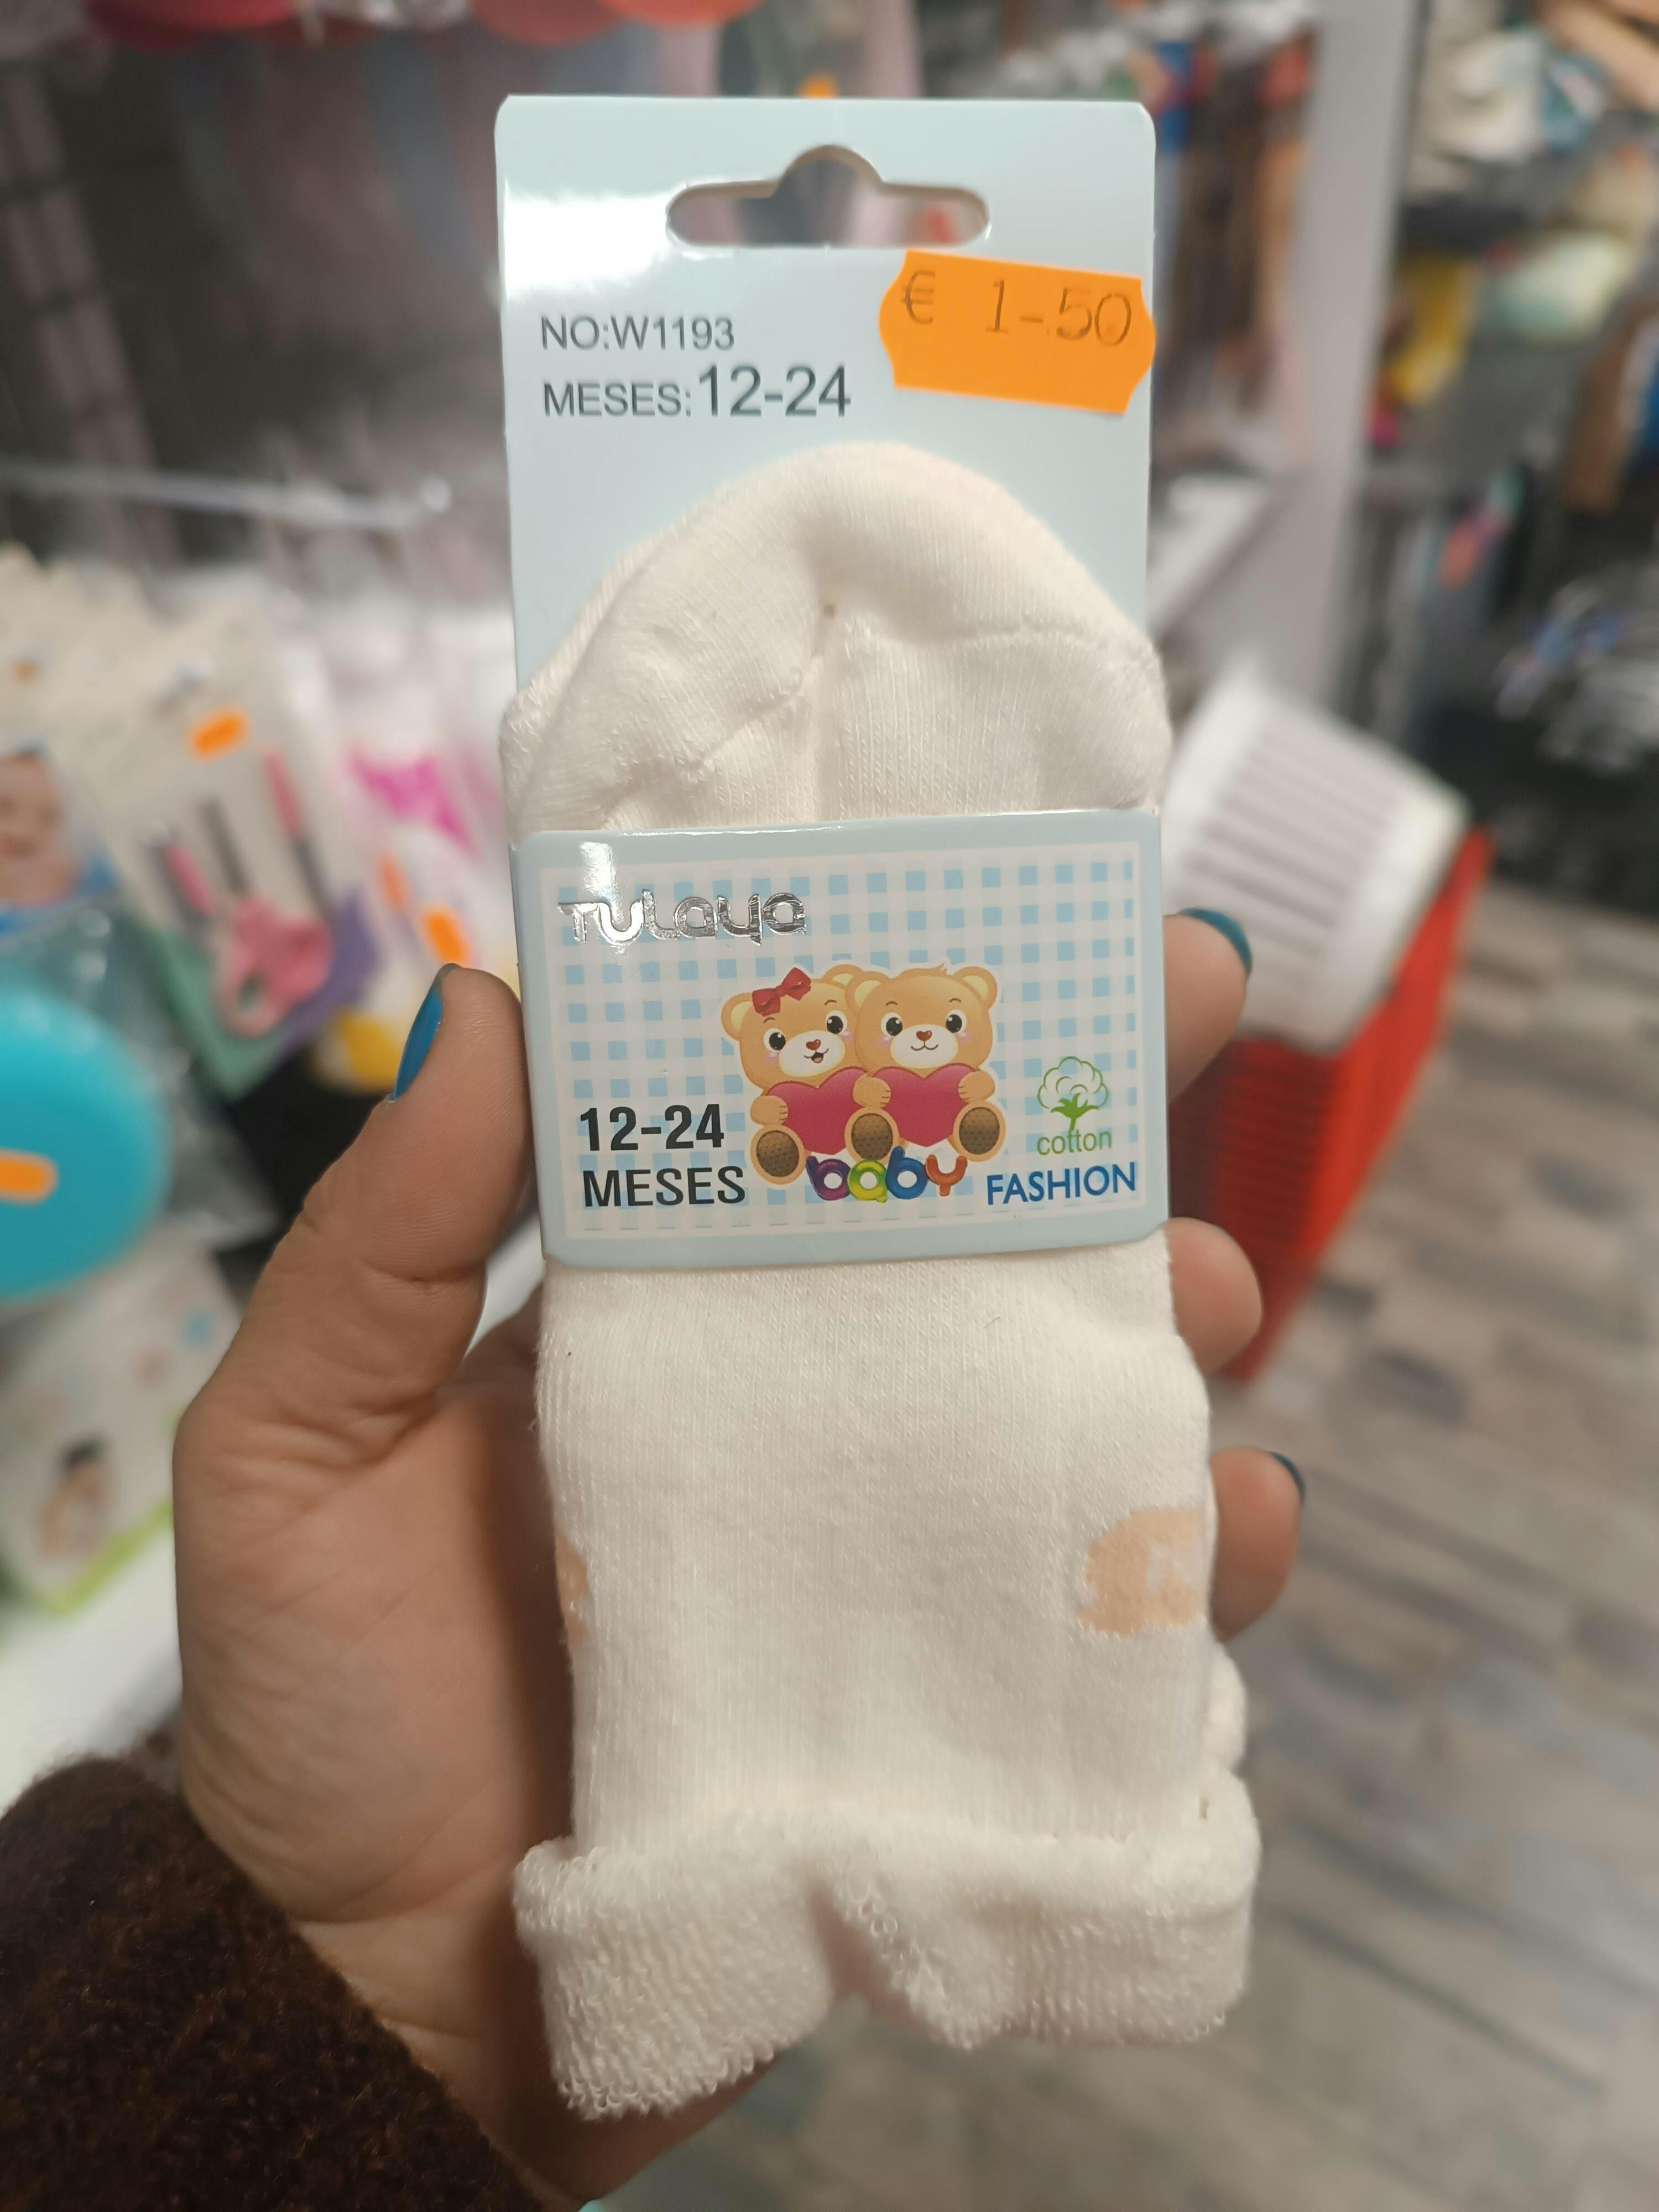 € 1-.50
NO:W1193
MESES:12-24
Tulaya
12-24
MESES
baby
cotton
FASHION